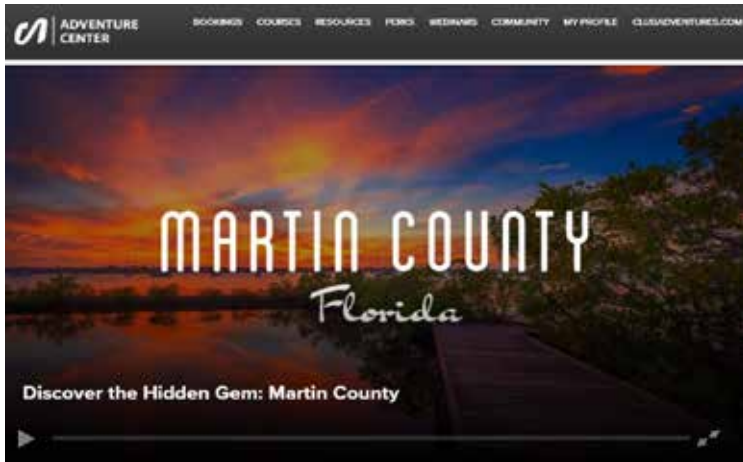 ADVENTURE
CENTER
BOOKINGS COURSES RESOURCES PERKS WEBINARS COMMUNITY MY PROFILE CLUSIADVENTURES.COM
MARTIN COUNTY
Florida
Discover the Hidden Gem: Martin County